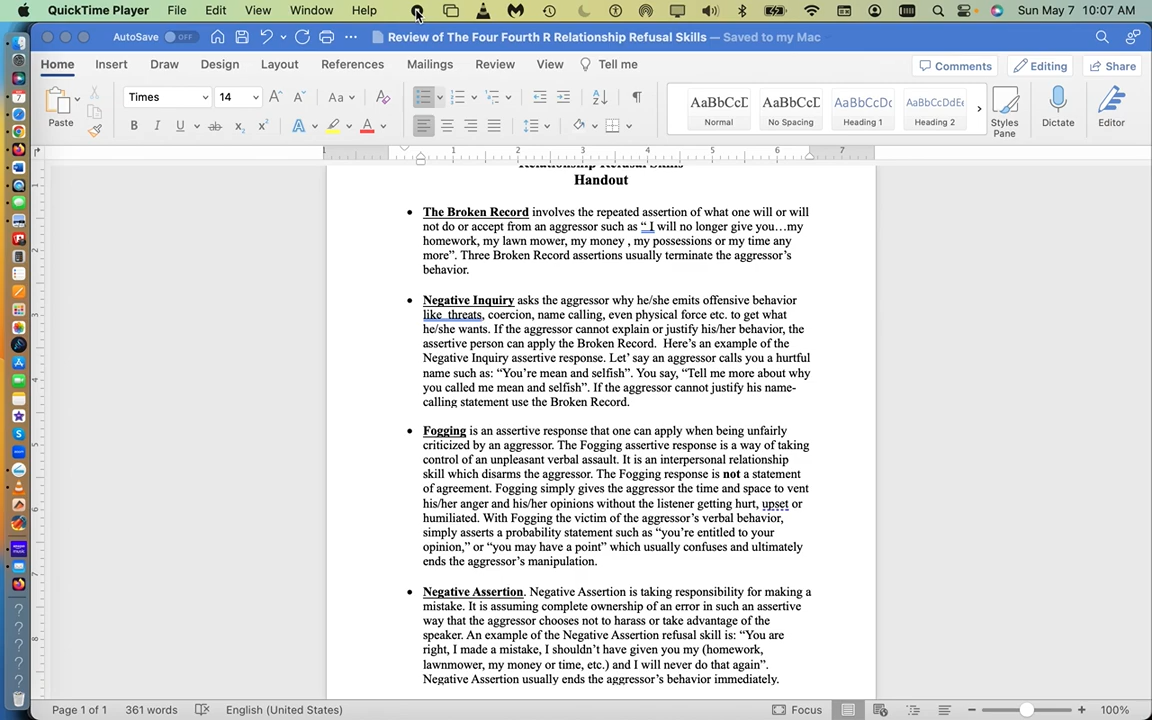 QuickTime Player File Edit View Window Help Sun May 7 10:07 AM
AutoSave OFF Review of The Four Fourth R Relationship Refusal Skills — Saved to my Mac
Home Insert Draw Design Layout References Mailings Review View Tell me Comments Editing Share
Paste Times 14 Aa
AaBbCcD AaBbCcD AaBbCcD AaBbCcDdEe
Normal No Spacing Heading 1 Heading 2
Styles Pane Dictate Editor
Relationship Refusal Skills
Handout
• The Broken Record involves the repeated assertion of what one will or will
not do or accept from an aggressor such as “ I will no longer give you…my
homework, my lawn mower, my money , my possessions or my time any
more”. Three Broken Record assertions usually terminate the aggressor’s
behavior.
• Negative Inquiry asks the aggressor why he/she emits offensive behavior
like  threats, coercion, name calling, even physical force etc. to get what
he/she wants. If the aggressor cannot explain or justify his/her behavior, the
assertive person can apply the Broken Record.  Here’s an example of the
Negative Inquiry assertive response. Let’ say an aggressor calls you a hurtful
name such as: “You’re mean and selfish”. You say, “Tell me more about why
you called me mean and selfish”. If the aggressor cannot justify his name-
calling statement use the Broken Record.
• Fogging is an assertive response that one can apply when being unfairly
criticized by an aggressor. The Fogging assertive response is a way of taking
control of an unpleasant verbal assault. It is an interpersonal relationship
skill which disarms the aggressor. The Fogging response is not a statement
of agreement. Fogging simply gives the aggressor the time and space to vent
his/her anger and his/her opinions without the listener getting hurt, upset or
humiliated. With Fogging the victim of the aggressor’s verbal behavior,
simply asserts a probability statement such as “you’re entitled to your
opinion,” or “you may have a point” which usually confuses and ultimately
ends the aggressor’s manipulation.
• Negative Assertion. Negative Assertion is taking responsibility for making a
mistake. It is assuming complete ownership of an error in such an assertive
way that the aggressor chooses not to harass or take advantage of the
speaker. An example of the Negative Assertion refusal skill is: “You are
right, I made a mistake, I shouldn’t have given you my (homework,
lawnmower, my money or time, etc.) and I will never do that again”.
Negative Assertion usually ends the aggressor’s behavior immediately.
Page 1 of 1 361 words English (United States) Focus 100%